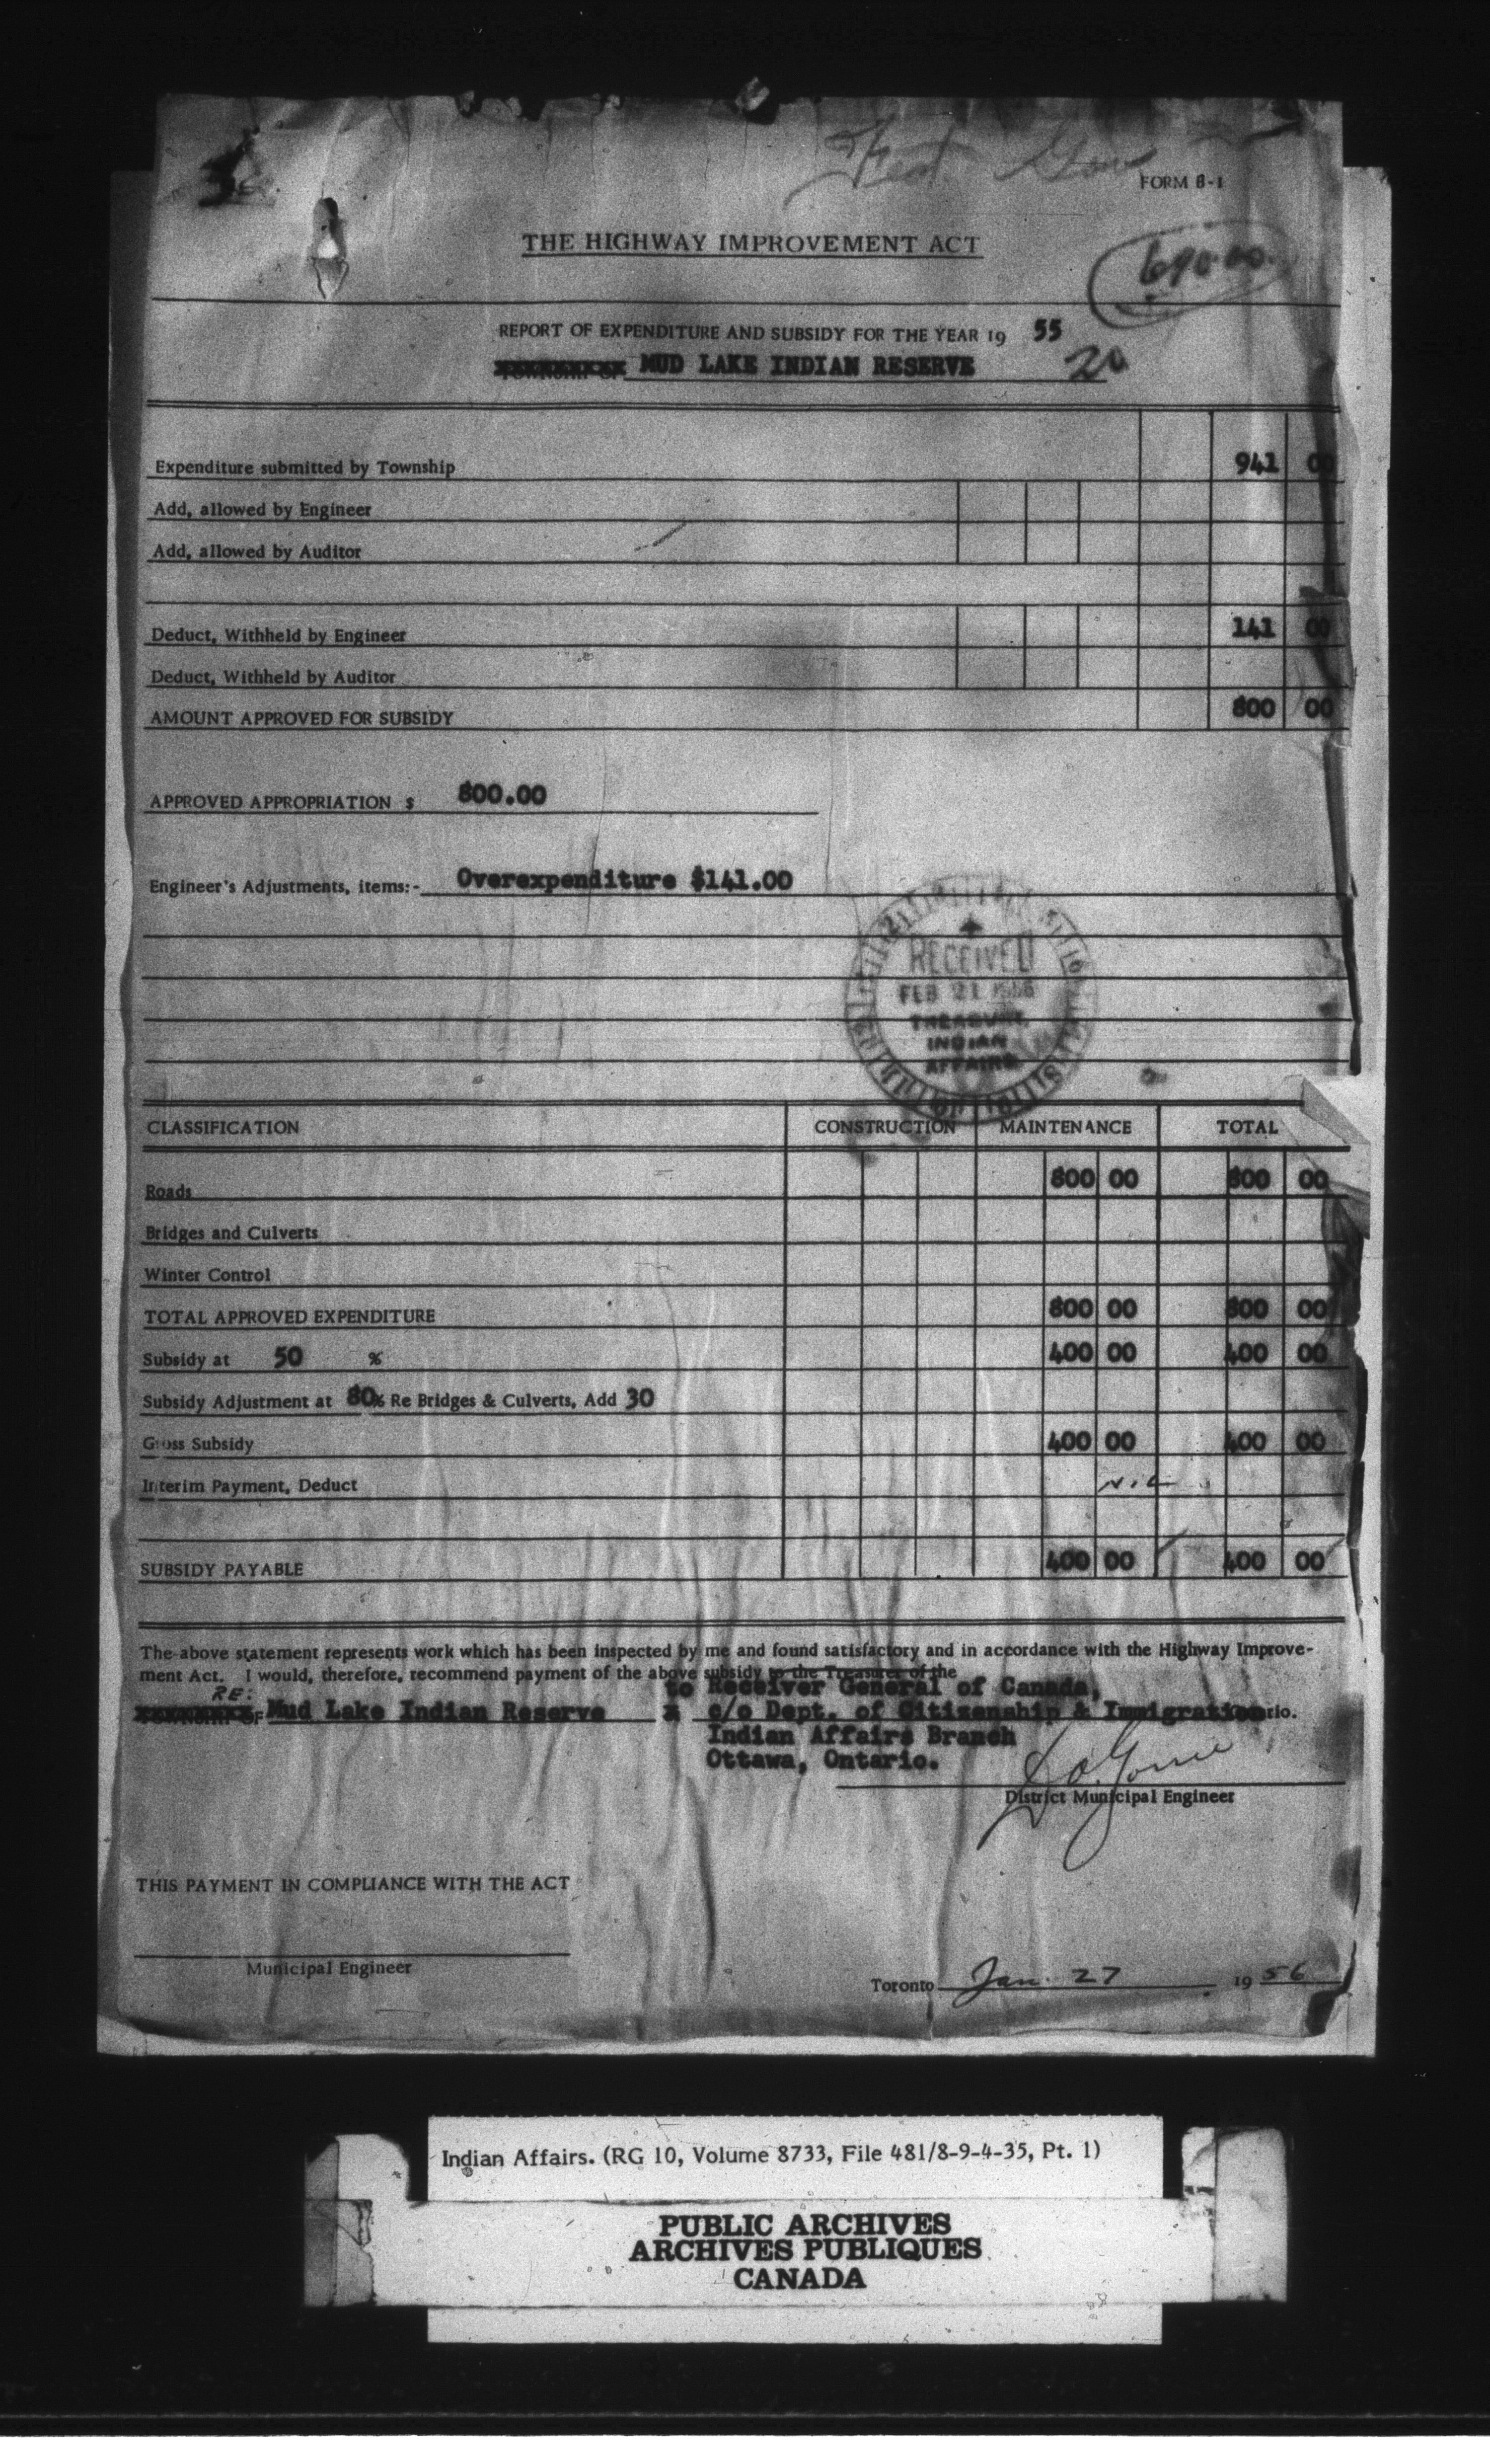 FORM B-1
THE HIGHWAY IMPROVEMENT ACT
690.00
REPORT OF EXPENDITURE AND SUBSIDY FOR THE YEAR 19 55
TOWNSHIP OF MUD LAKE INDIAN RESERVE
20
Expenditure submitted by Township 941 00
Add, allowed by Engineer
Add, allowed by Auditor
Deduct, Withheld by Engineer 141 00
Deduct, Withheld by Auditor
AMOUNT APPROVED FOR SUBSIDY 800 00
APPROVED APPROPRIATION $ 800.00
Engineer's Adjustments, items:- Overexpenditure $141.00
RECEIVED
FEB 21 1956
TREASURY
INDIAN
AFFAIRS
CLASSIFICATION CONSTRUCTION MAINTENANCE TOTAL
Roads 800 00 800 00
Bridges and Culverts
Winter Control
TOTAL APPROVED EXPENDITURE 800 00 800 00
Subsidy at 50 % 400 00 400 00
Subsidy Adjustment at 80% Re Bridges & Culverts, Add 30
Gross Subsidy 400 00 400 00
Interim Payment, Deduct Nil
SUBSIDY PAYABLE 400 00 400 00
The above statement represents work which has been inspected by me and found satisfactory and in accordance with the Highway Improve-
ment Act. I would, therefore, recommend payment of the above subsidy to the Treasurer of the
to Receiver General of Canada,
RE:
TOWNSHIP OF Mud Lake Indian Reserve x c/o Dept. of Citizenship & Immigration
Indian Affairs Branch
Ottawa, Ontario.
District Municipal Engineer
THIS PAYMENT IN COMPLIANCE WITH THE ACT
Municipal Engineer
Toronto Jan. 27 19 56
Indian Affairs. (RG 10, Volume 8733, File 481/8-9-4-35, Pt. 1)
PUBLIC ARCHIVES
ARCHIVES PUBLIQUES
CANADA